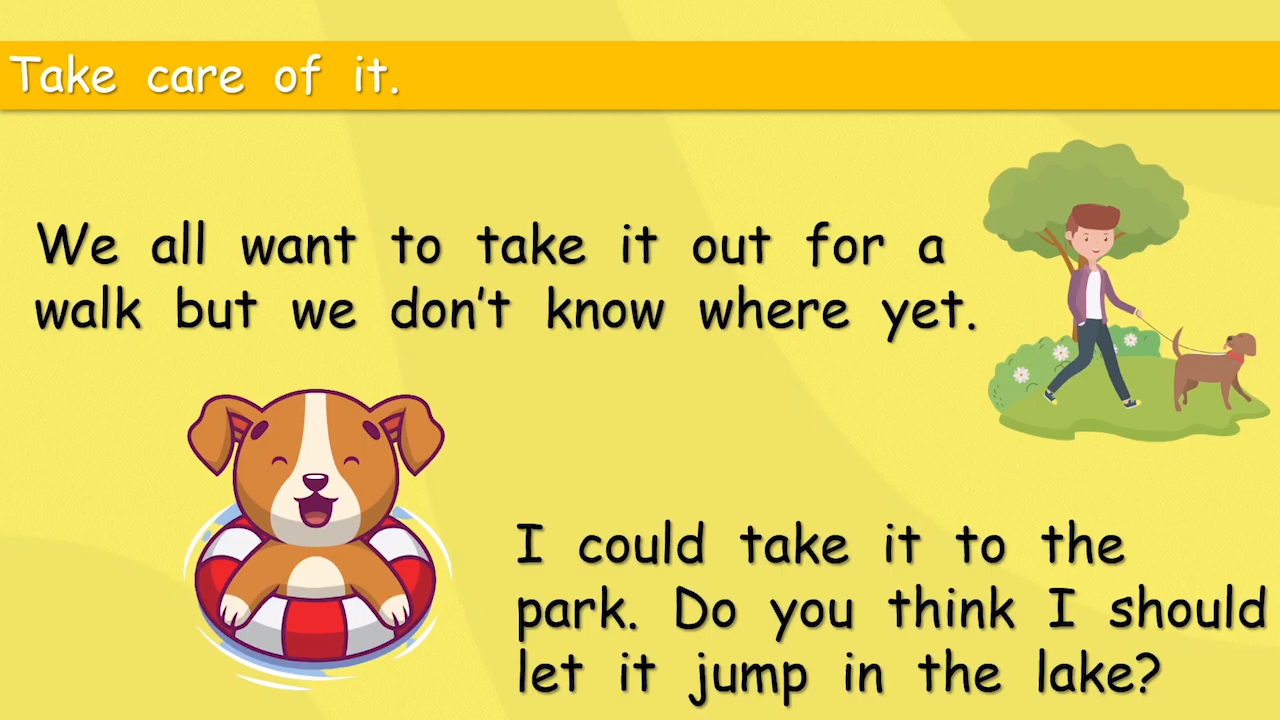 Take care of it.
We all want to take it out for a
walk but we don't know where yet.
I could take it to the
park. Do you think I should
let it jump in the lake?